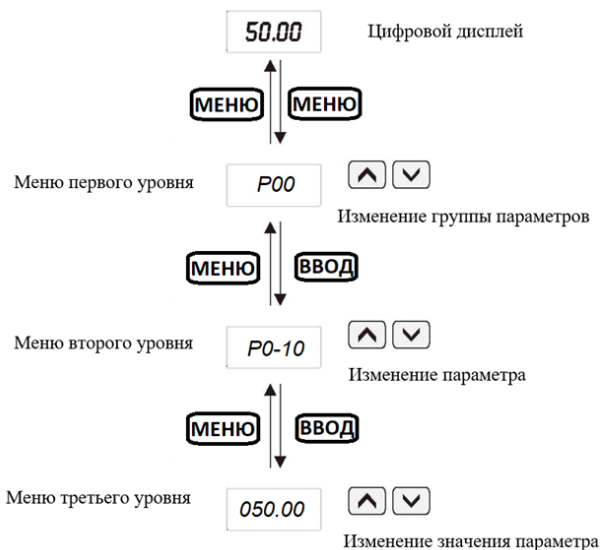 50.00 Цифровой дисплей
МЕНЮ МЕНЮ
Меню первого уровня P00
Изменение группы параметров
МЕНЮ ВВОД
Меню второго уровня P0-10
Изменение параметра
МЕНЮ ВВОД
Меню третьего уровня 050.00
Изменение значения параметра